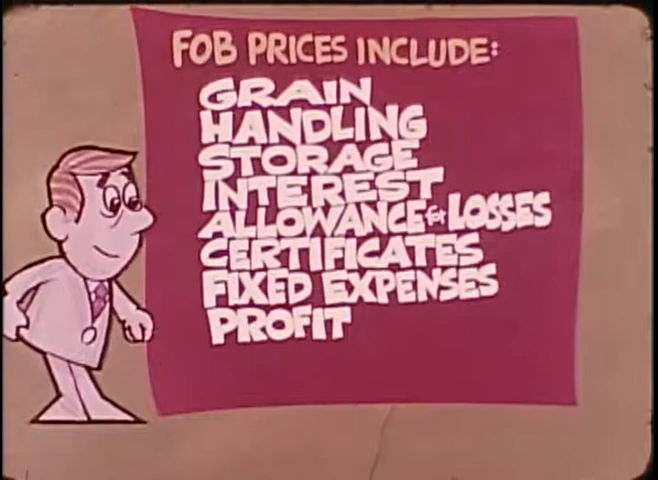 FOB PRICES INCLUDE:
GRAIN
HANDLING
STORAGE
INTEREST
ALLOWANCE for LOSSES
CERTIFICATES
FIXED EXPENSES
PROFIT